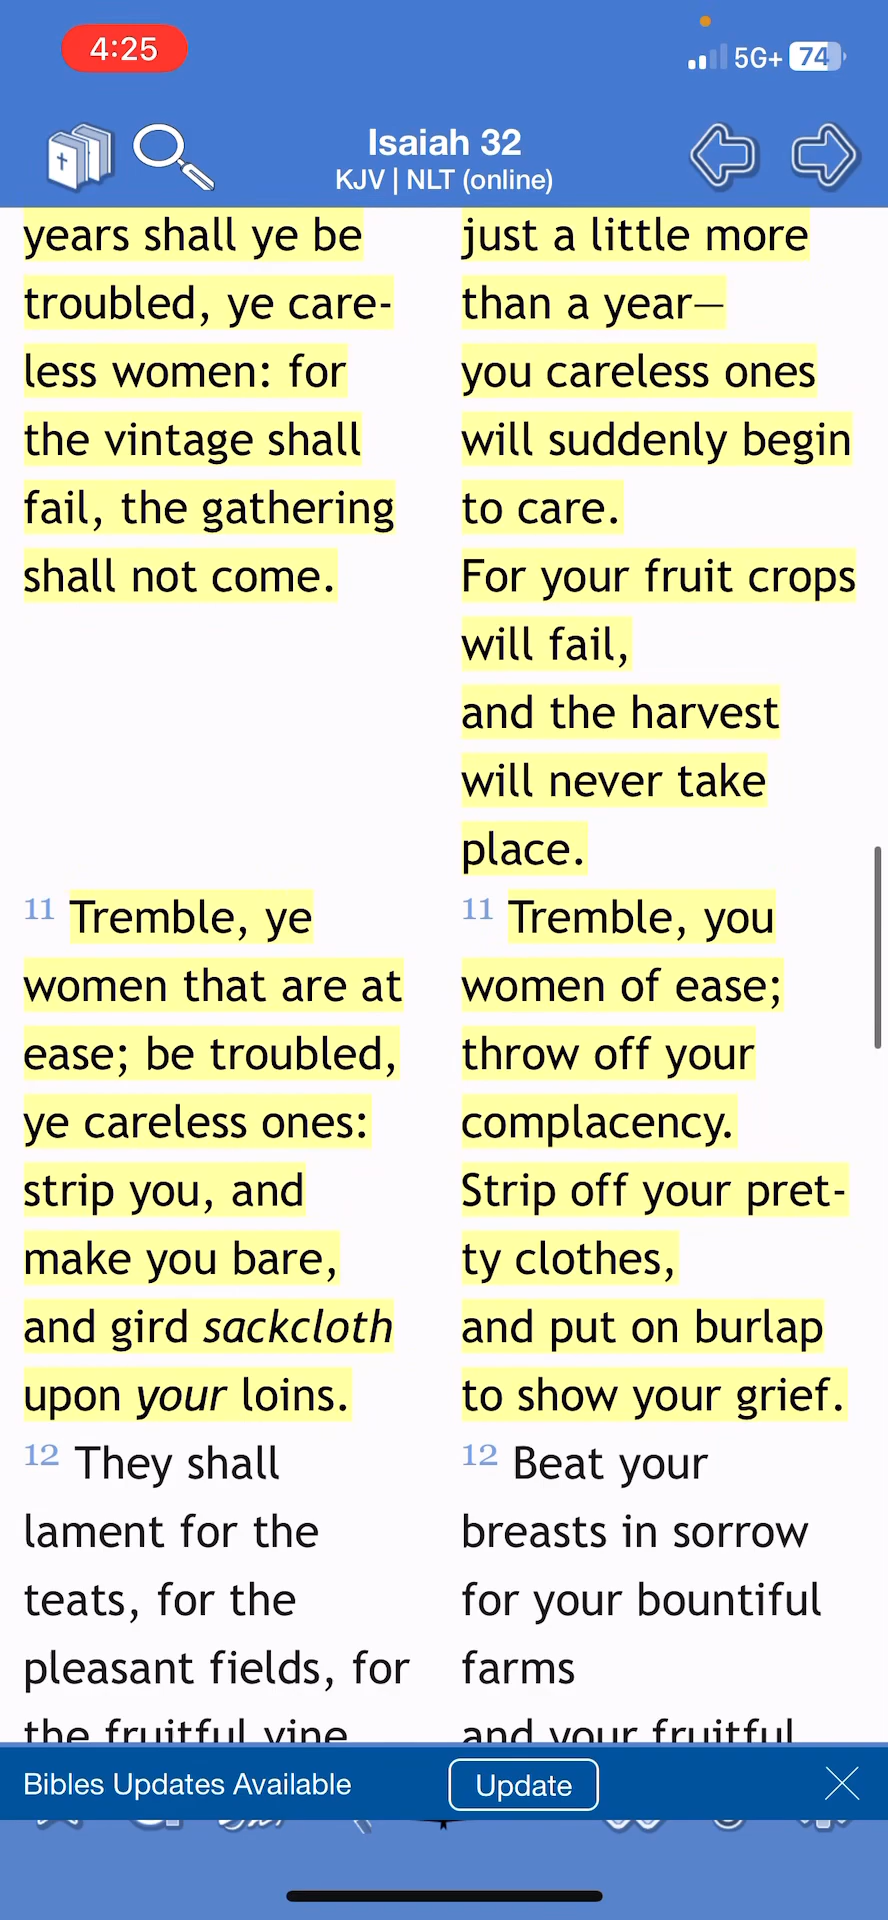 4:25
5G+ 74
Isaiah 32
KJV | NLT (online)
years shall ye be
troubled, ye care-
less women: for
the vintage shall
fail, the gathering
shall not come.
just a little more
than a year—
you careless ones
will suddenly begin
to care.
For your fruit crops
will fail,
and the harvest
will never take
place.
11 Tremble, ye
women that are at
ease; be troubled,
ye careless ones:
strip you, and
make you bare,
and gird sackcloth
upon your loins.
11 Tremble, you
women of ease;
throw off your
complacency.
Strip off your pret-
ty clothes,
and put on burlap
to show your grief.
12 They shall
lament for the
teats, for the
pleasant fields, for
the fruitful vine
12 Beat your
breasts in sorrow
for your bountiful
farms
and your fruitful
Bibles Updates Available
Update